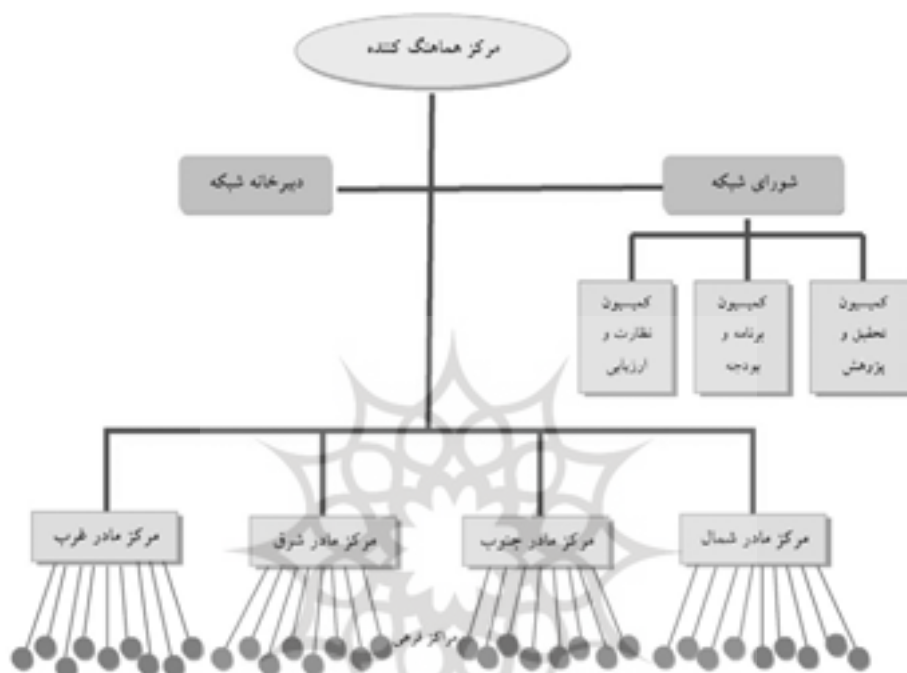 مرکز هماهنگ کننده
شورای شبکه
دبیرخانه شبکه
کمیسیون
تحقیق و
پژوهش
کمیسیون
برنامه و
بودجه
کمیسیون
نظارت و
ارزیابی
مرکز مادر شمال
مرکز مادر جنوب
مرکز مادر شرق
مرکز مادر غرب
مراکز فرعی